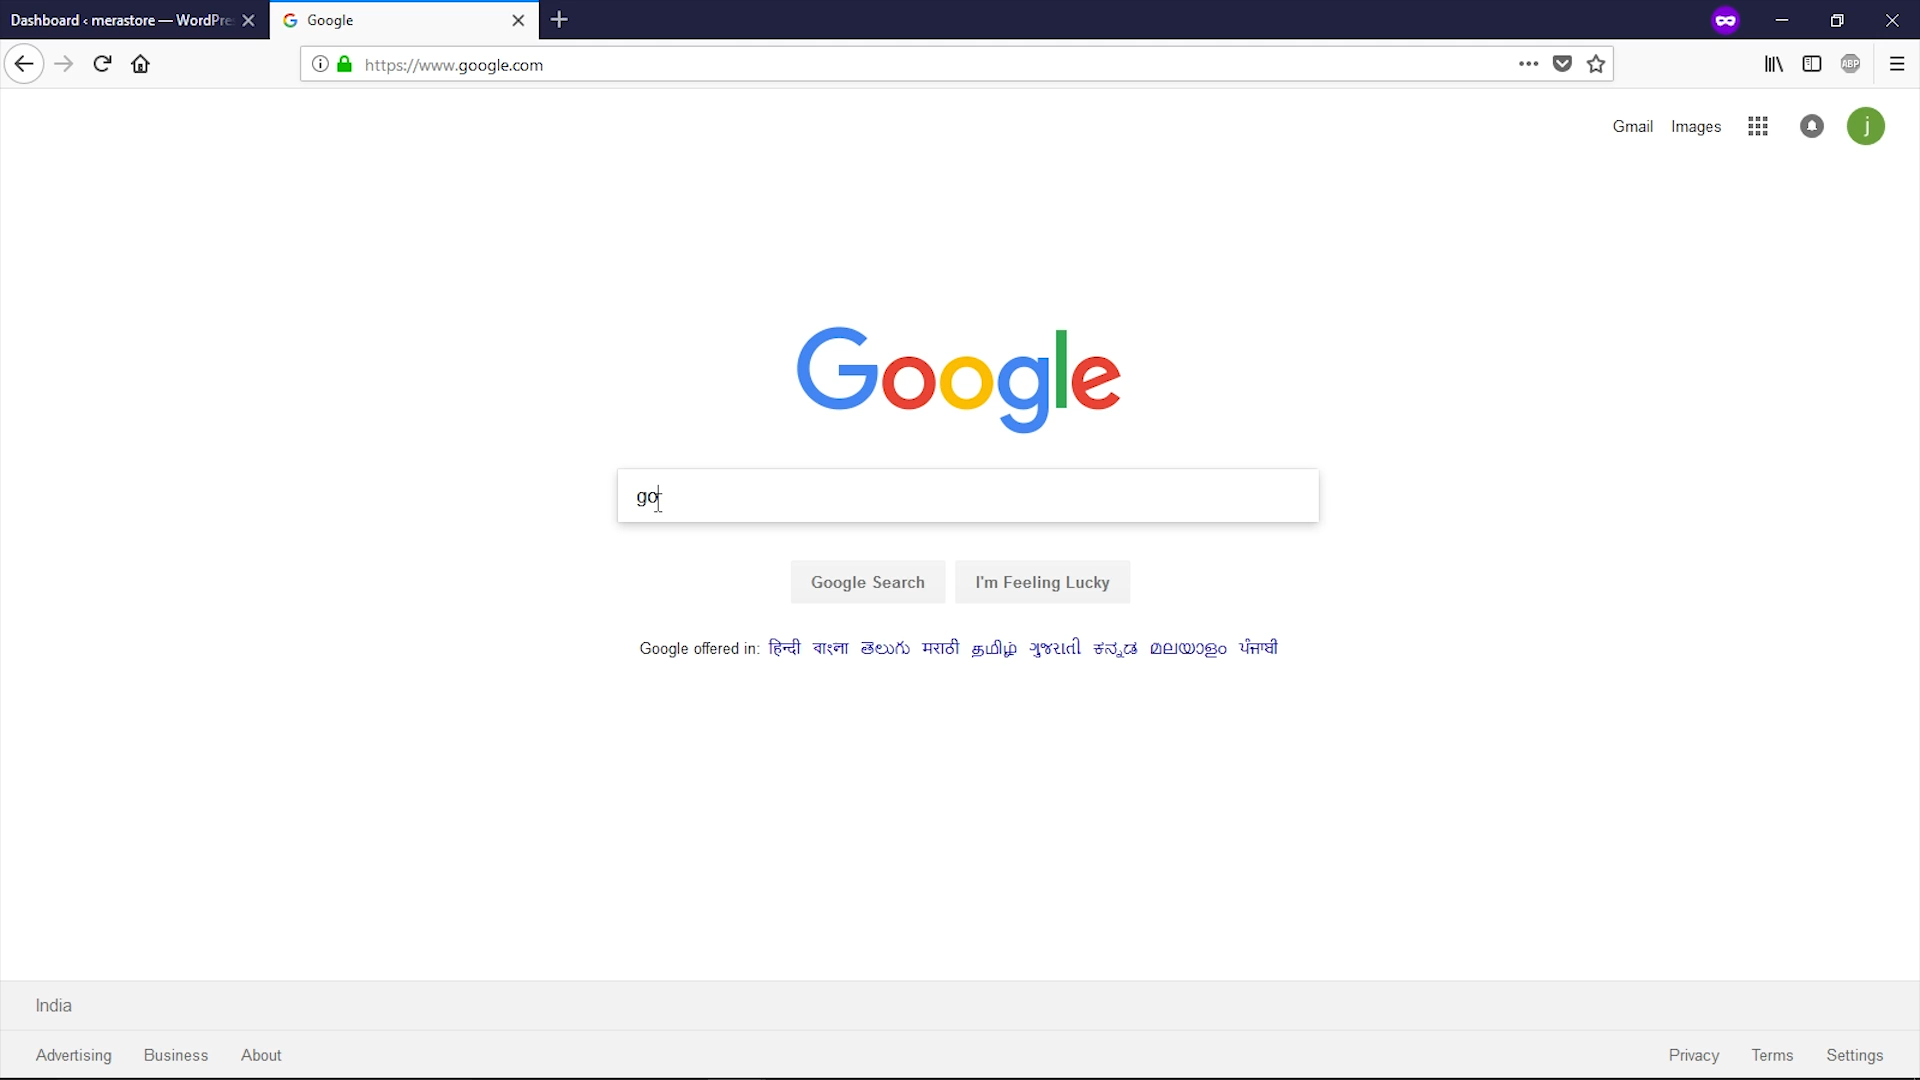 Dashboard ‹ merastore — WordPre
Google
https://www.google.com
ABP
Gmail Images
j
Google
go
Google Search I'm Feeling Lucky
Google offered in: हिन्दी বাংলা తెలుగు मराठी தமிழ் ગુજરાતી ಕನ್ನಡ മലയാളം ਪੰਜਾਬੀ
India
Advertising Business About Privacy Terms Settings